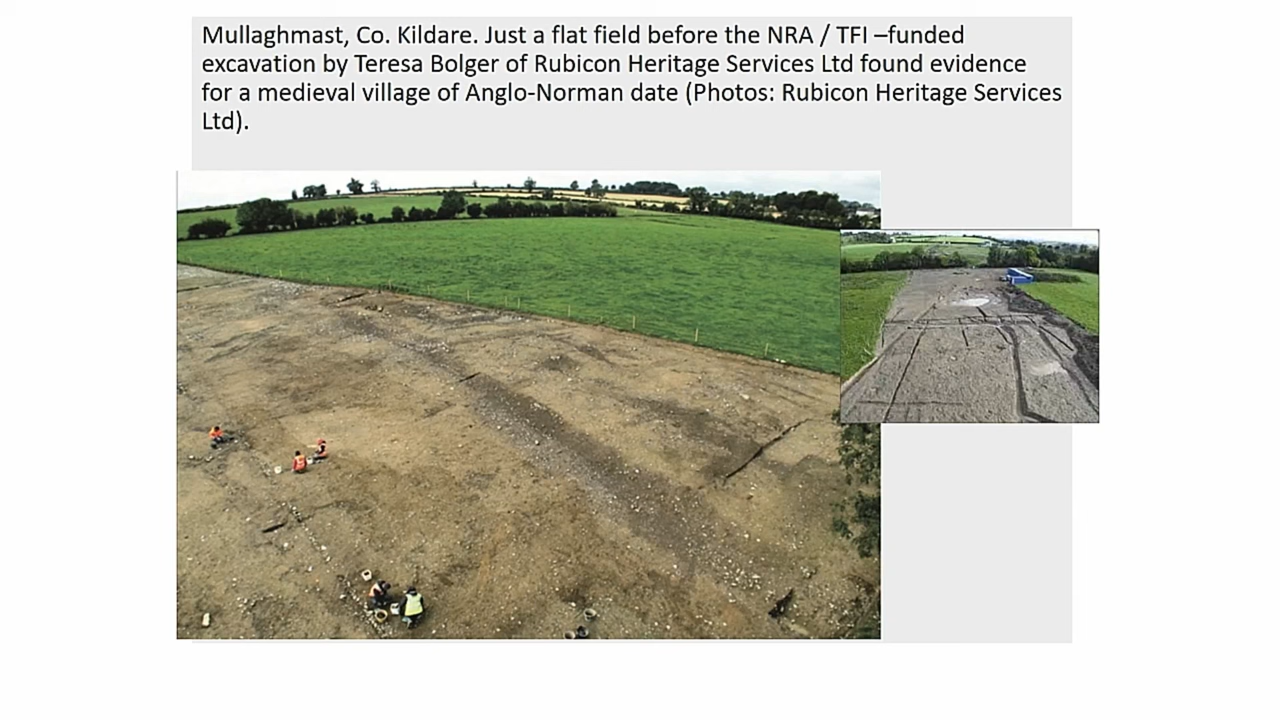 Mullaghmast, Co. Kildare. Just a flat field before the NRA / TFI –funded
excavation by Teresa Bolger of Rubicon Heritage Services Ltd found evidence
for a medieval village of Anglo-Norman date (Photos: Rubicon Heritage Services
Ltd).